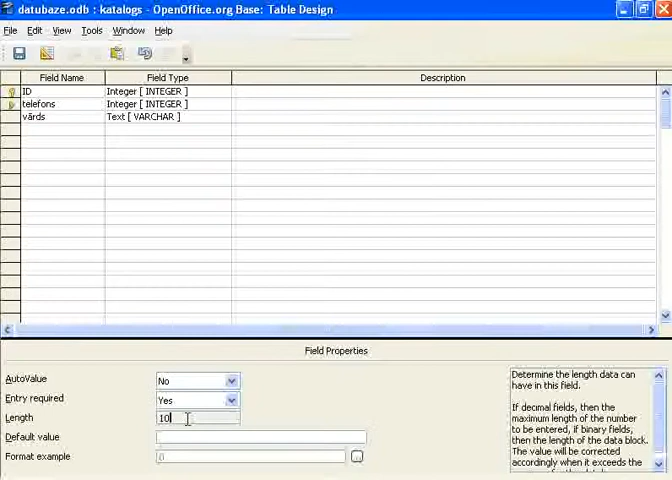 datubaze.odb : katalogs - OpenOffice.org Base: Table Design
File Edit View Tools Window Help
Field Name Field Type Description
ID Integer [ INTEGER ]
telefons Integer [ INTEGER ]
vārds Text [ VARCHAR ]
Field Properties
AutoValue No
Entry required Yes
Length 10
Default value
Format example 0
Determine the length data can
have in this field.
If decimal fields, then the
maximum length of the number
to be entered, if binary fields,
then the length of the data block.
The value will be corrected
accordingly when it exceeds the